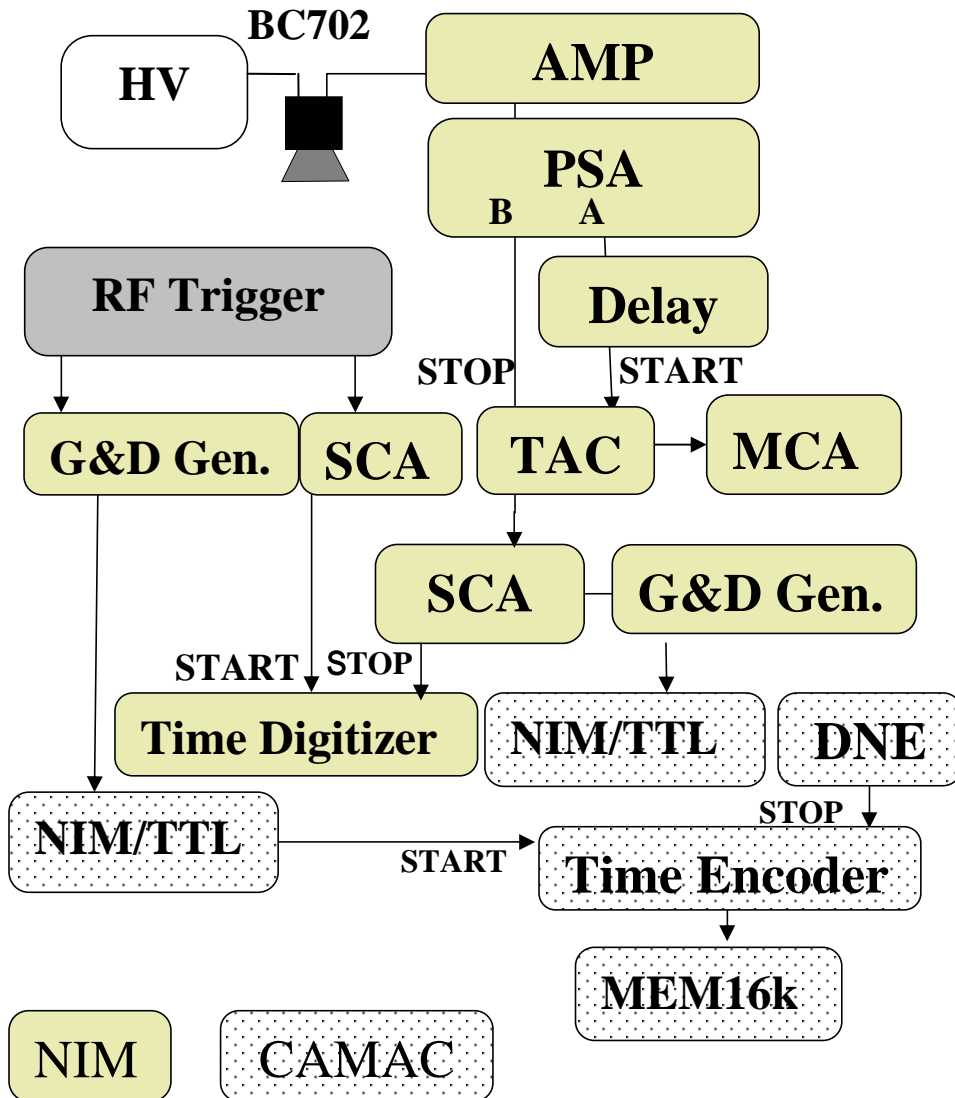 BC702
HV
AMP
PSA
B A
RF Trigger
Delay
STOP
START
G&D Gen.
SCA
TAC
MCA
SCA
G&D Gen.
START
STOP
Time Digitizer
NIM/TTL
DNE
STOP
NIM/TTL
START
Time Encoder
MEM16k
NIM
CAMAC